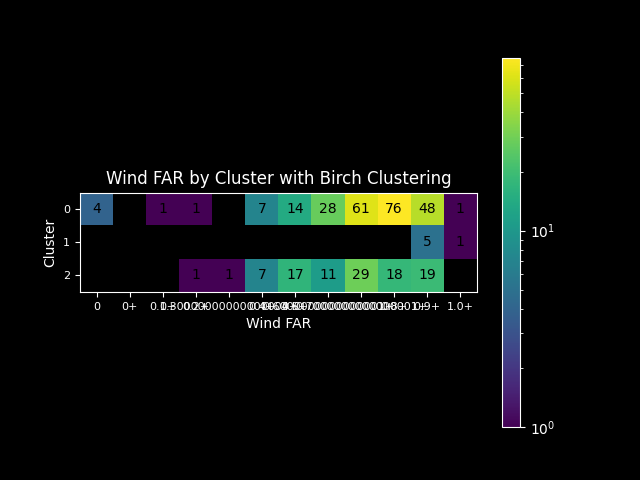 Wind FAR by Cluster with Birch Clustering
Cluster
0 4 1 1 7 14 28 61 76 48 1
1 5 1
2 1 1 7 17 11 29 18 19
0 0+ 0.9+ 1.0+
Wind FAR
10^1
10^0